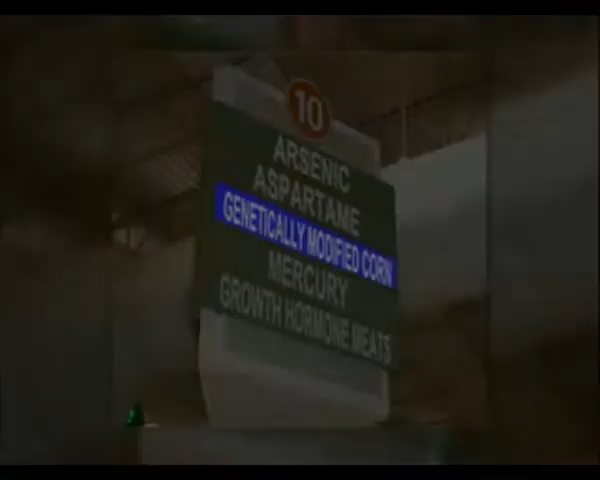 10
ARSENIC
ASPARTAME
GENETICALLY MODIFIED CORN
MERCURY
GROWTH HORMONE MEATS